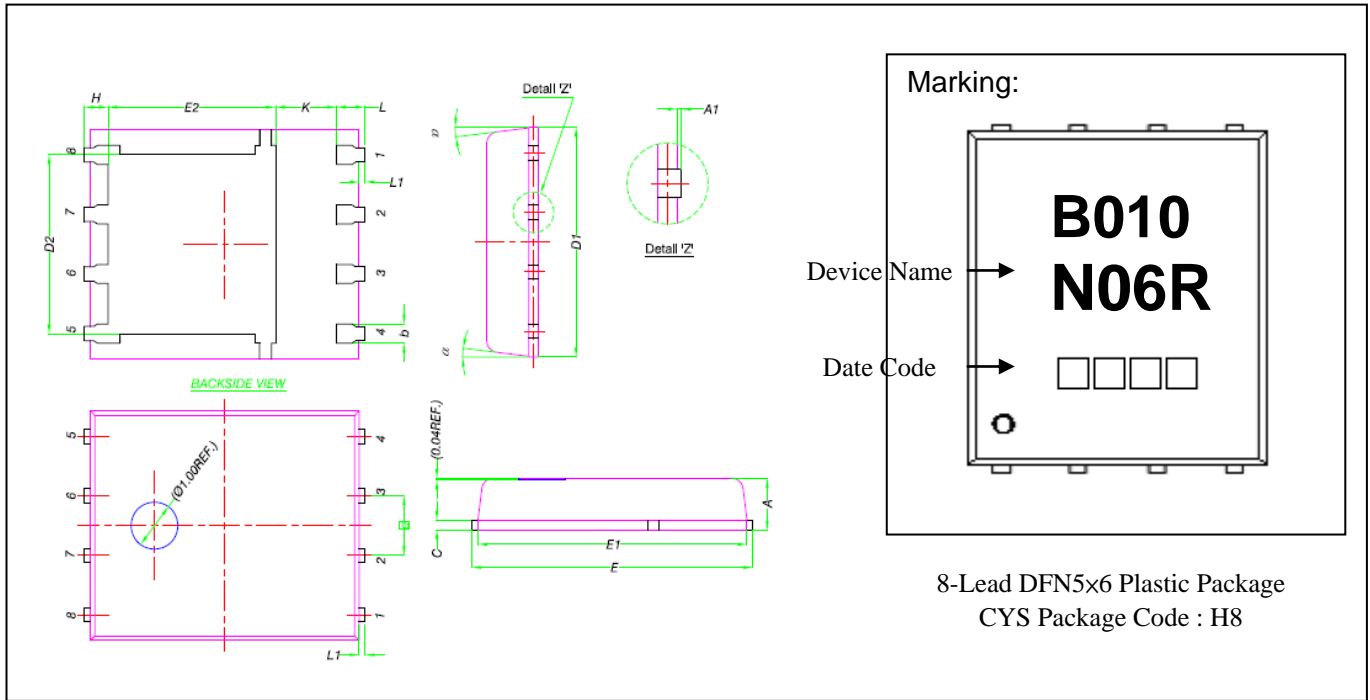 H
E2
K
L
8
1
L1
7
2
D2
6
3
5
4
b
BACKSIDE VIEW
Detail 'Z'
α
D1
α
A1
Detail 'Z'
5
4
(Ø1.00REF.)
6
3
7
2
8
1
L1
(0.04REF.)
A
C
E1
E
Marking:
B010
Device Name
N06R
Date Code
8-Lead DFN5×6 Plastic Package
CYS Package Code : H8